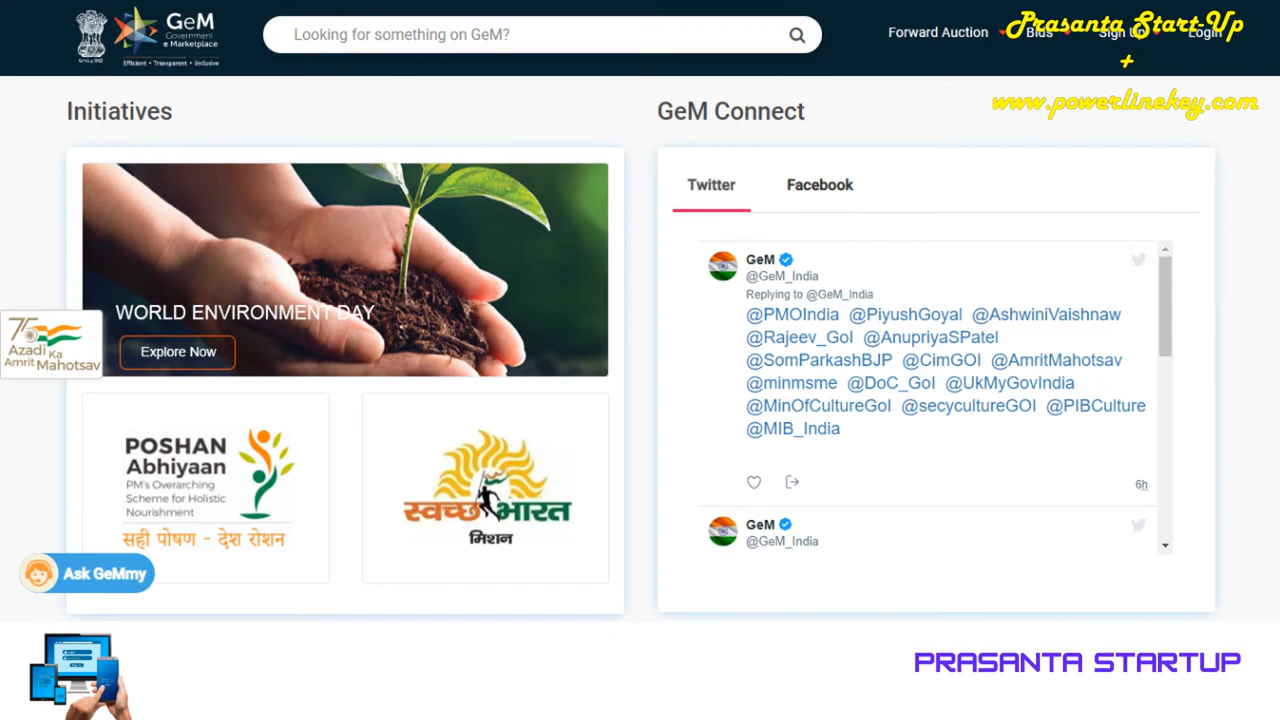 GeM
Government
e Marketplace
Efficient • Transparent • Inclusive
Looking for something on GeM?
Forward Auction
Bids
Sign Up
Login
Prasanta Start-Up
+
www.powerlinekey.com
Initiatives
WORLD ENVIRONMENT DAY
Explore Now
75
Azadi Ka
Amrit Mahotsav
POSHAN
Abhiyaan
PM's Overarching
Scheme for Holistic
Nourishment
सही पोषण - देश रोशन
स्वच्छ भारत
मिशन
Ask GeMmy
GeM Connect
Twitter Facebook
GeM
@GeM_India
Replying to @GeM_India
@PMOIndia @PiyushGoyal @AshwiniVaishnaw
@Rajeev_GoI @AnupriyaSPatel
@SomParkashBJP @CimGOI @AmritMahotsav
@minmsme @DoC_GoI @UkMyGovIndia
@MinOfCultureGoI @secycultureGOI @PIBCulture
@MIB_India
6h
GeM
@GeM_India
PRASANTA STARTUP